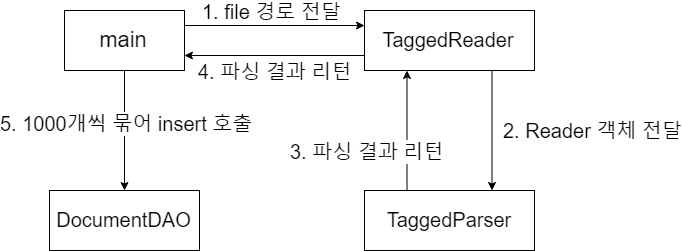 1. file 경로 전달
main
TaggedReader
4. 파싱 결과 리턴
5. 1000개씩 묶어 insert 호출
2. Reader 객체 전달
3. 파싱 결과 리턴
DocumentDAO
TaggedParser